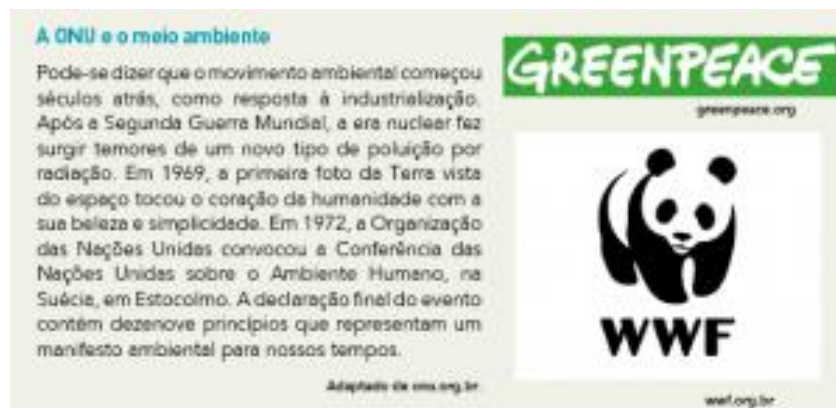 A ONU e o meio ambiente
Pode-se dizer que o movimento ambiental começou
séculos atrás, como resposta à industrialização.
Após a Segunda Guerra Mundial, a era nuclear fez
surgir temores de um novo tipo de poluição por
radiação. Em 1969, a primeira foto da Terra vista
do espaço tocou o coração da humanidade com a
sua beleza e simplicidade. Em 1972, a Organização
das Nações Unidas convocou a Conferência das
Nações Unidas sobre o Ambiente Humano, na
Suécia, em Estocolmo. A declaração final do evento
contém dezenove princípios que representam um
manifesto ambiental para nossos tempos.
Adaptado de onu.org.br
GREENPEACE
greenpeace.org
WWF
wwf.org.br